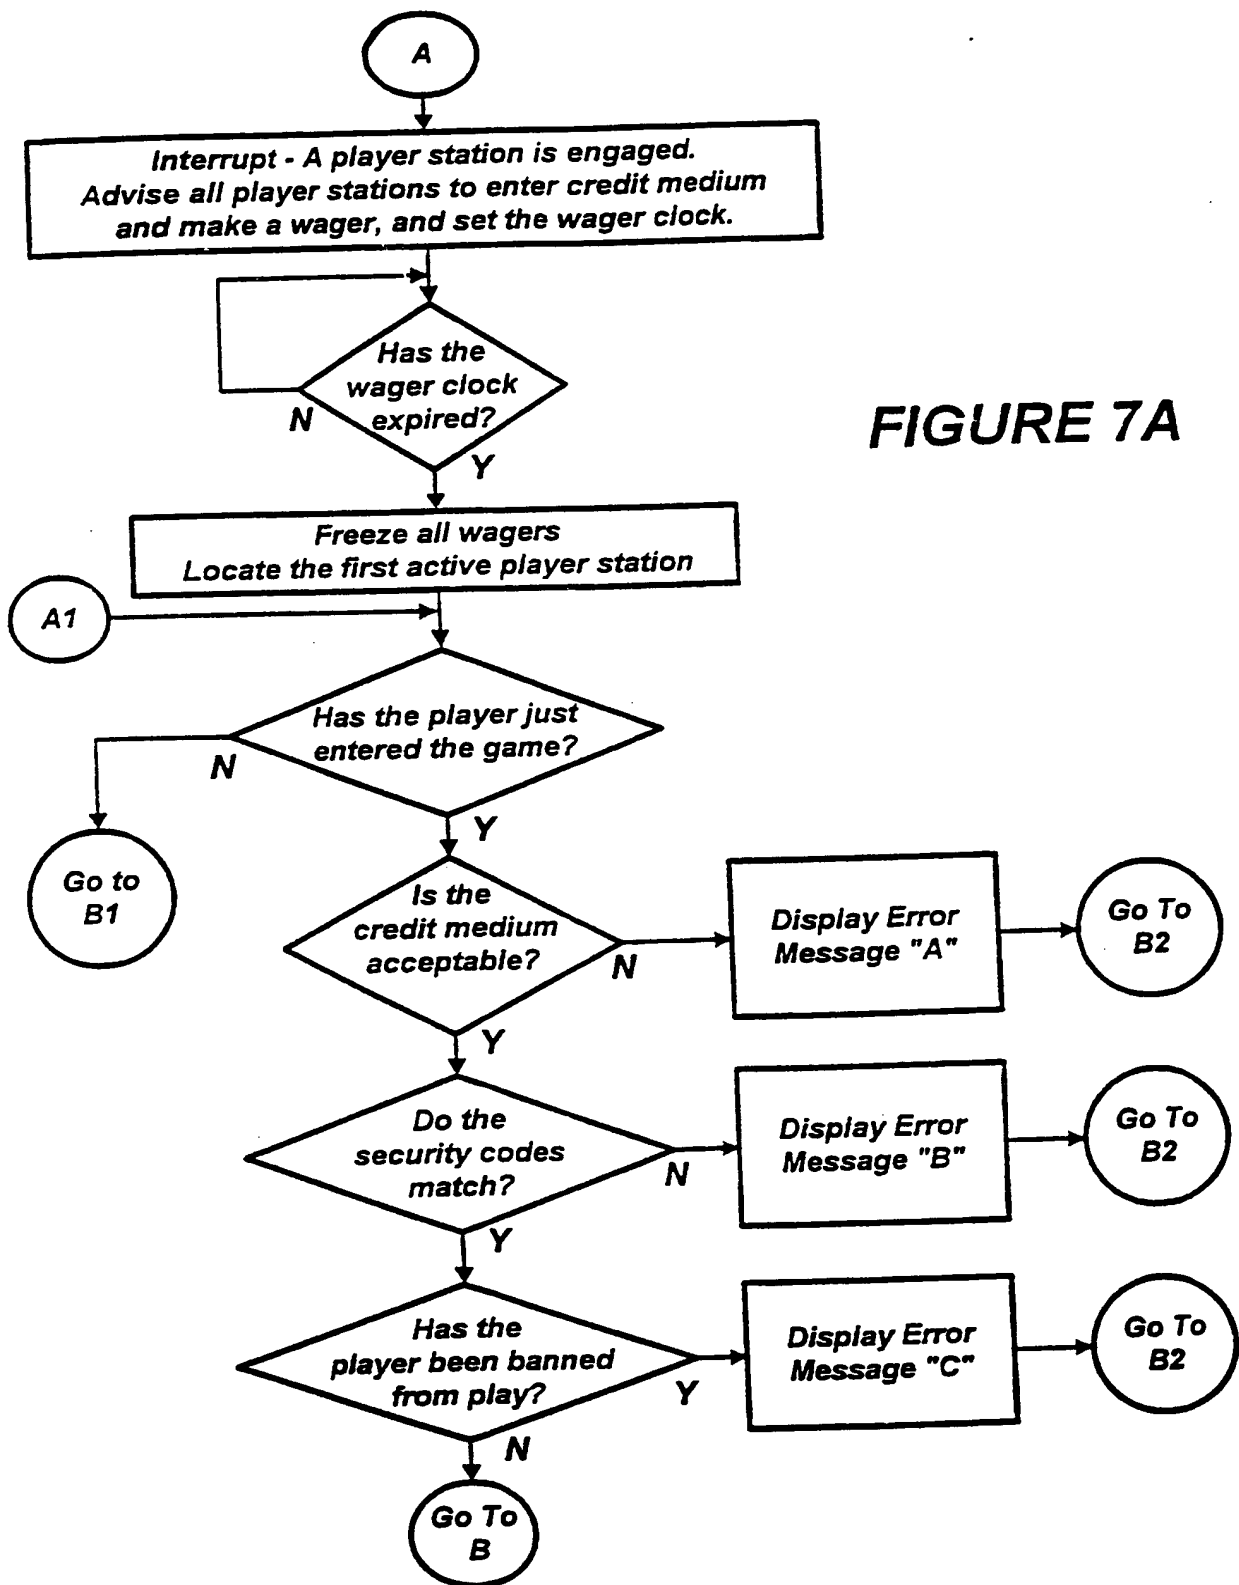 A
Interrupt - A player station is engaged.
Advise all player stations to enter credit medium
and make a wager, and set the wager clock.
Has the
wager clock
expired?
N
Y
FIGURE 7A
Freeze all wagers
Locate the first active player station
A1
Has the player just
entered the game?
N
Y
Go to
B1
Is the
credit medium
acceptable?
N
Y
Display Error
Message "A"
Go To
B2
Do the
security codes
match?
N
Y
Display Error
Message "B"
Go To
B2
Has the
player been banned
from play?
Y
N
Display Error
Message "C"
Go To
B2
Go To
B